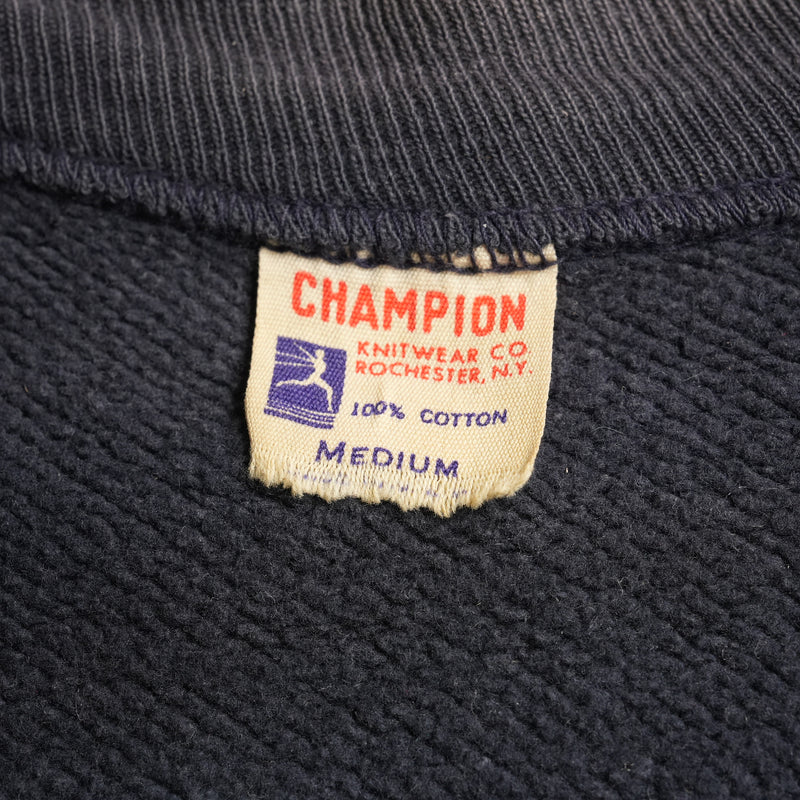 CHAMPION
KNITWEAR CO
ROCHESTER, N.Y.
100% COTTON
MEDIUM